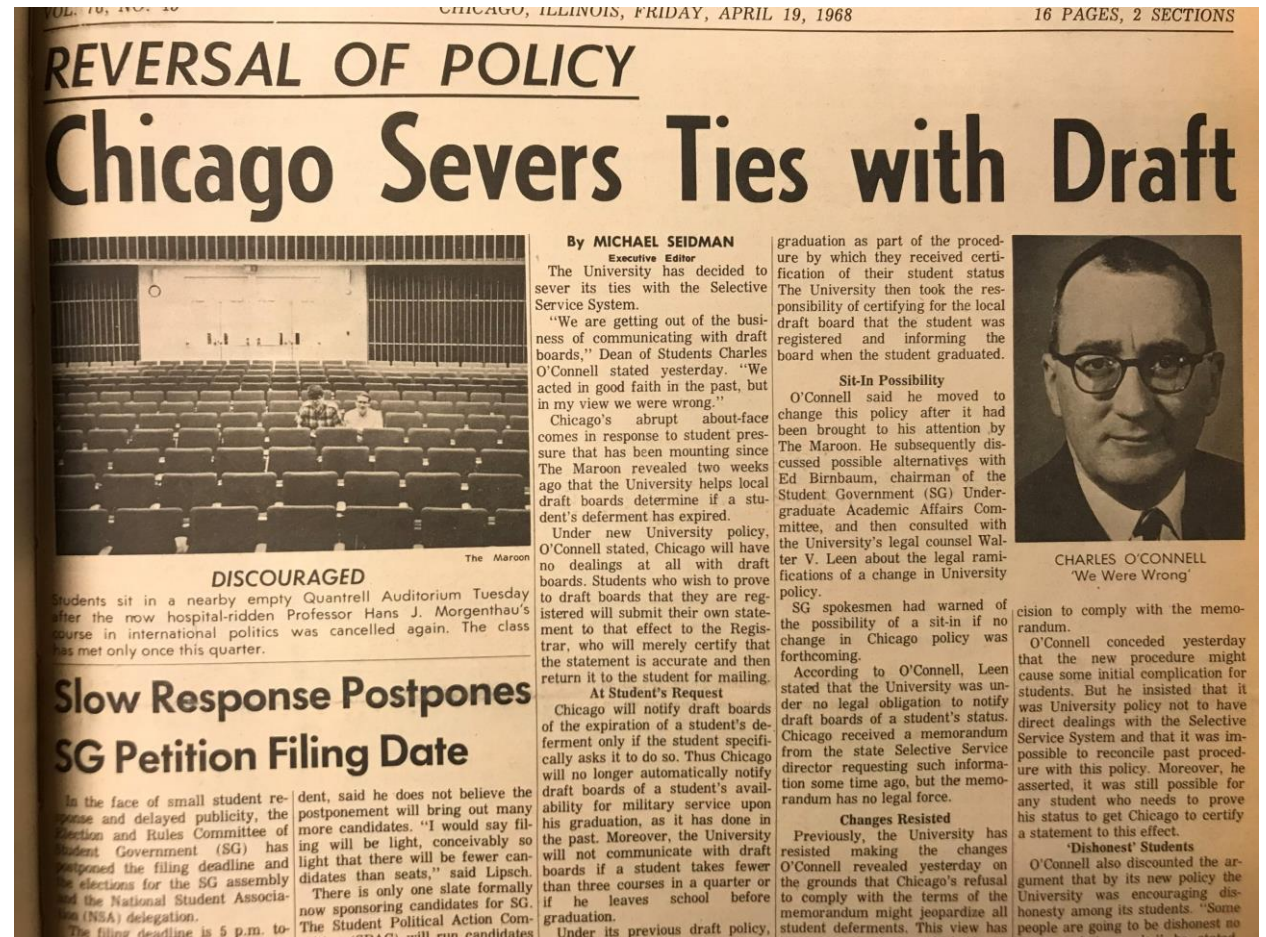 CHICAGO, ILLINOIS, FRIDAY, APRIL 19, 1968
16 PAGES, 2 SECTIONS
REVERSAL OF POLICY
Chicago Severs Ties with Draft
The Maroon
DISCOURAGED
Students sit in a nearby empty Quantrell Auditorium Tuesday
after the now hospital-ridden Professor Hans J. Morgenthau's
course in international politics was cancelled again. The class
has met only once this quarter.
By MICHAEL SEIDMAN
Executive Editor
The University has decided to
sever its ties with the Selective
Service System.
"We are getting out of the busi-
ness of communicating with draft
boards," Dean of Students Charles
O'Connell stated yesterday. "We
acted in good faith in the past, but
in my view we were wrong."
Chicago's abrupt about-face
comes in response to student pres-
sure that has been mounting since
The Maroon revealed two weeks
ago that the University helps local
draft boards determine if a stu-
dent's deferment has expired.
Under new University policy,
O'Connell stated, Chicago will have
no dealings at all with draft
boards. Students who wish to prove
to draft boards that they are reg-
istered will submit their own state-
ment to that effect to the Regis-
trar, who will merely certify that
the statement is accurate and then
return it to the student for mailing.
At Student's Request
Chicago will notify draft boards
of the expiration of a student's de-
ferment only if the student specifi-
cally asks it to do so. Thus Chicago
will no longer automatically notify
draft boards of a student's avail-
ability for military service upon
his graduation, as it has done in
the past. Moreover, the University
will not communicate with draft
boards if a student takes fewer
than three courses in a quarter or
if he leaves school before
graduation.
Under its previous draft policy,
graduation as part of the proced-
ure by which they received certi-
fication of their student status
The University then took the res-
ponsibility of certifying for the local
draft board that the student was
registered and informing the
board when the student graduated.
Sit-In Possibility
O'Connell said he moved to
change this policy after it had
been brought to his attention by
The Maroon. He subsequently dis-
cussed possible alternatives with
Ed Birnbaum, chairman of the
Student Government (SG) Under-
graduate Academic Affairs Com-
mittee, and then consulted with
the University's legal counsel Wal-
ter V. Leen about the legal rami-
fications of a change in University
policy.
SG spokesmen had warned of
the possibility of a sit-in if no
change in Chicago policy was
forthcoming.
According to O'Connell, Leen
stated that the University was un-
der no legal obligation to notify
draft boards of a student's status.
Chicago received a memorandum
from the state Selective Service
director requesting such informa-
tion some time ago, but the memo-
randum has no legal force.
Changes Resisted
Previously, the University has
resisted making the changes
O'Connell revealed yesterday on
the grounds that Chicago's refusal
to comply with the terms of the
memorandum might jeopardize all
student deferments. This view has
CHARLES O'CONNELL
'We Were Wrong'
cision to comply with the memo-
randum.
O'Connell conceded yesterday
that the new procedure might
cause some initial complication for
students. But he insisted that it
was University policy not to have
direct dealings with the Selective
Service System and that it was im-
possible to reconcile past proced-
ure with this policy. Moreover, he
asserted, it was still possible for
any student who needs to prove
his status to get Chicago to certify
a statement to this effect.
'Dishonest' Students
O'Connell also discounted the ar-
gument that by its new policy the
University was encouraging dis-
honesty among its students. "Some
people are going to be dishonest no
Slow Response Postpones
SG Petition Filing Date
In the face of small student re-
sponse and delayed publicity, the
Election and Rules Committee of
Student Government (SG) has
postponed the filing deadline and
the elections for the SG assembly
and the National Student Associa-
tion (NSA) delegation.
The filing deadline is 5 p.m. to-
dent, said he does not believe the
postponement will bring out many
more candidates. "I would say fil-
ing will be light, conceivably so
light that there will be fewer can-
didates than seats," said Lipsch.
There is only one slate formally
now sponsoring candidates for SG.
The Student Political Action Com-
will run candidates